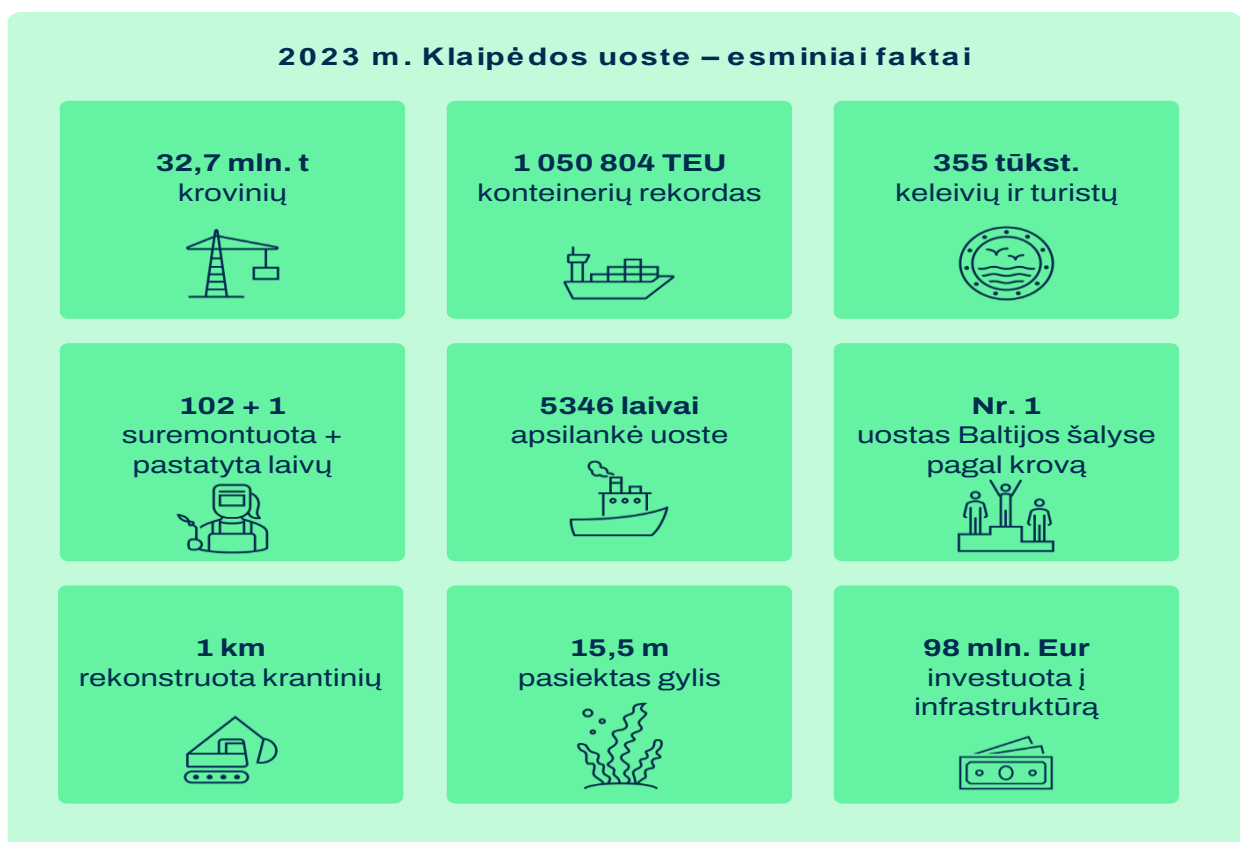 2023 m. Klaipėdos uoste – esminiai faktai
32,7 mln. t
krovinių
1 050 804 TEU
konteinerių rekordas
355 tūkst.
keleivių ir turistų
102 + 1
suremontuota +
pastatyta laivų
5346 laivai
apsilankė uoste
Nr. 1
uostas Baltijos šalyse
pagal krovą
1 km
rekonstruota krantinių
15,5 m
pasiektas gylis
98 mln. Eur
investuota į
infrastruktūrą